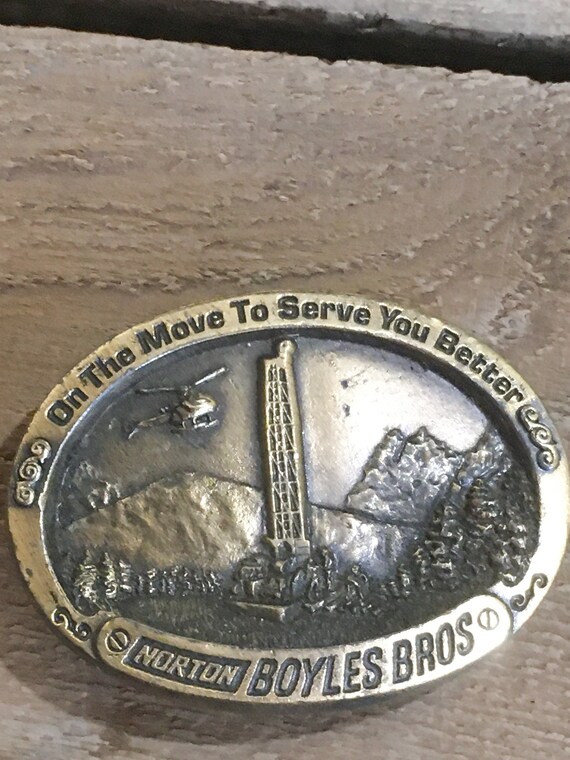 On The Move To Serve You Better
NORTON BOYLES BROS